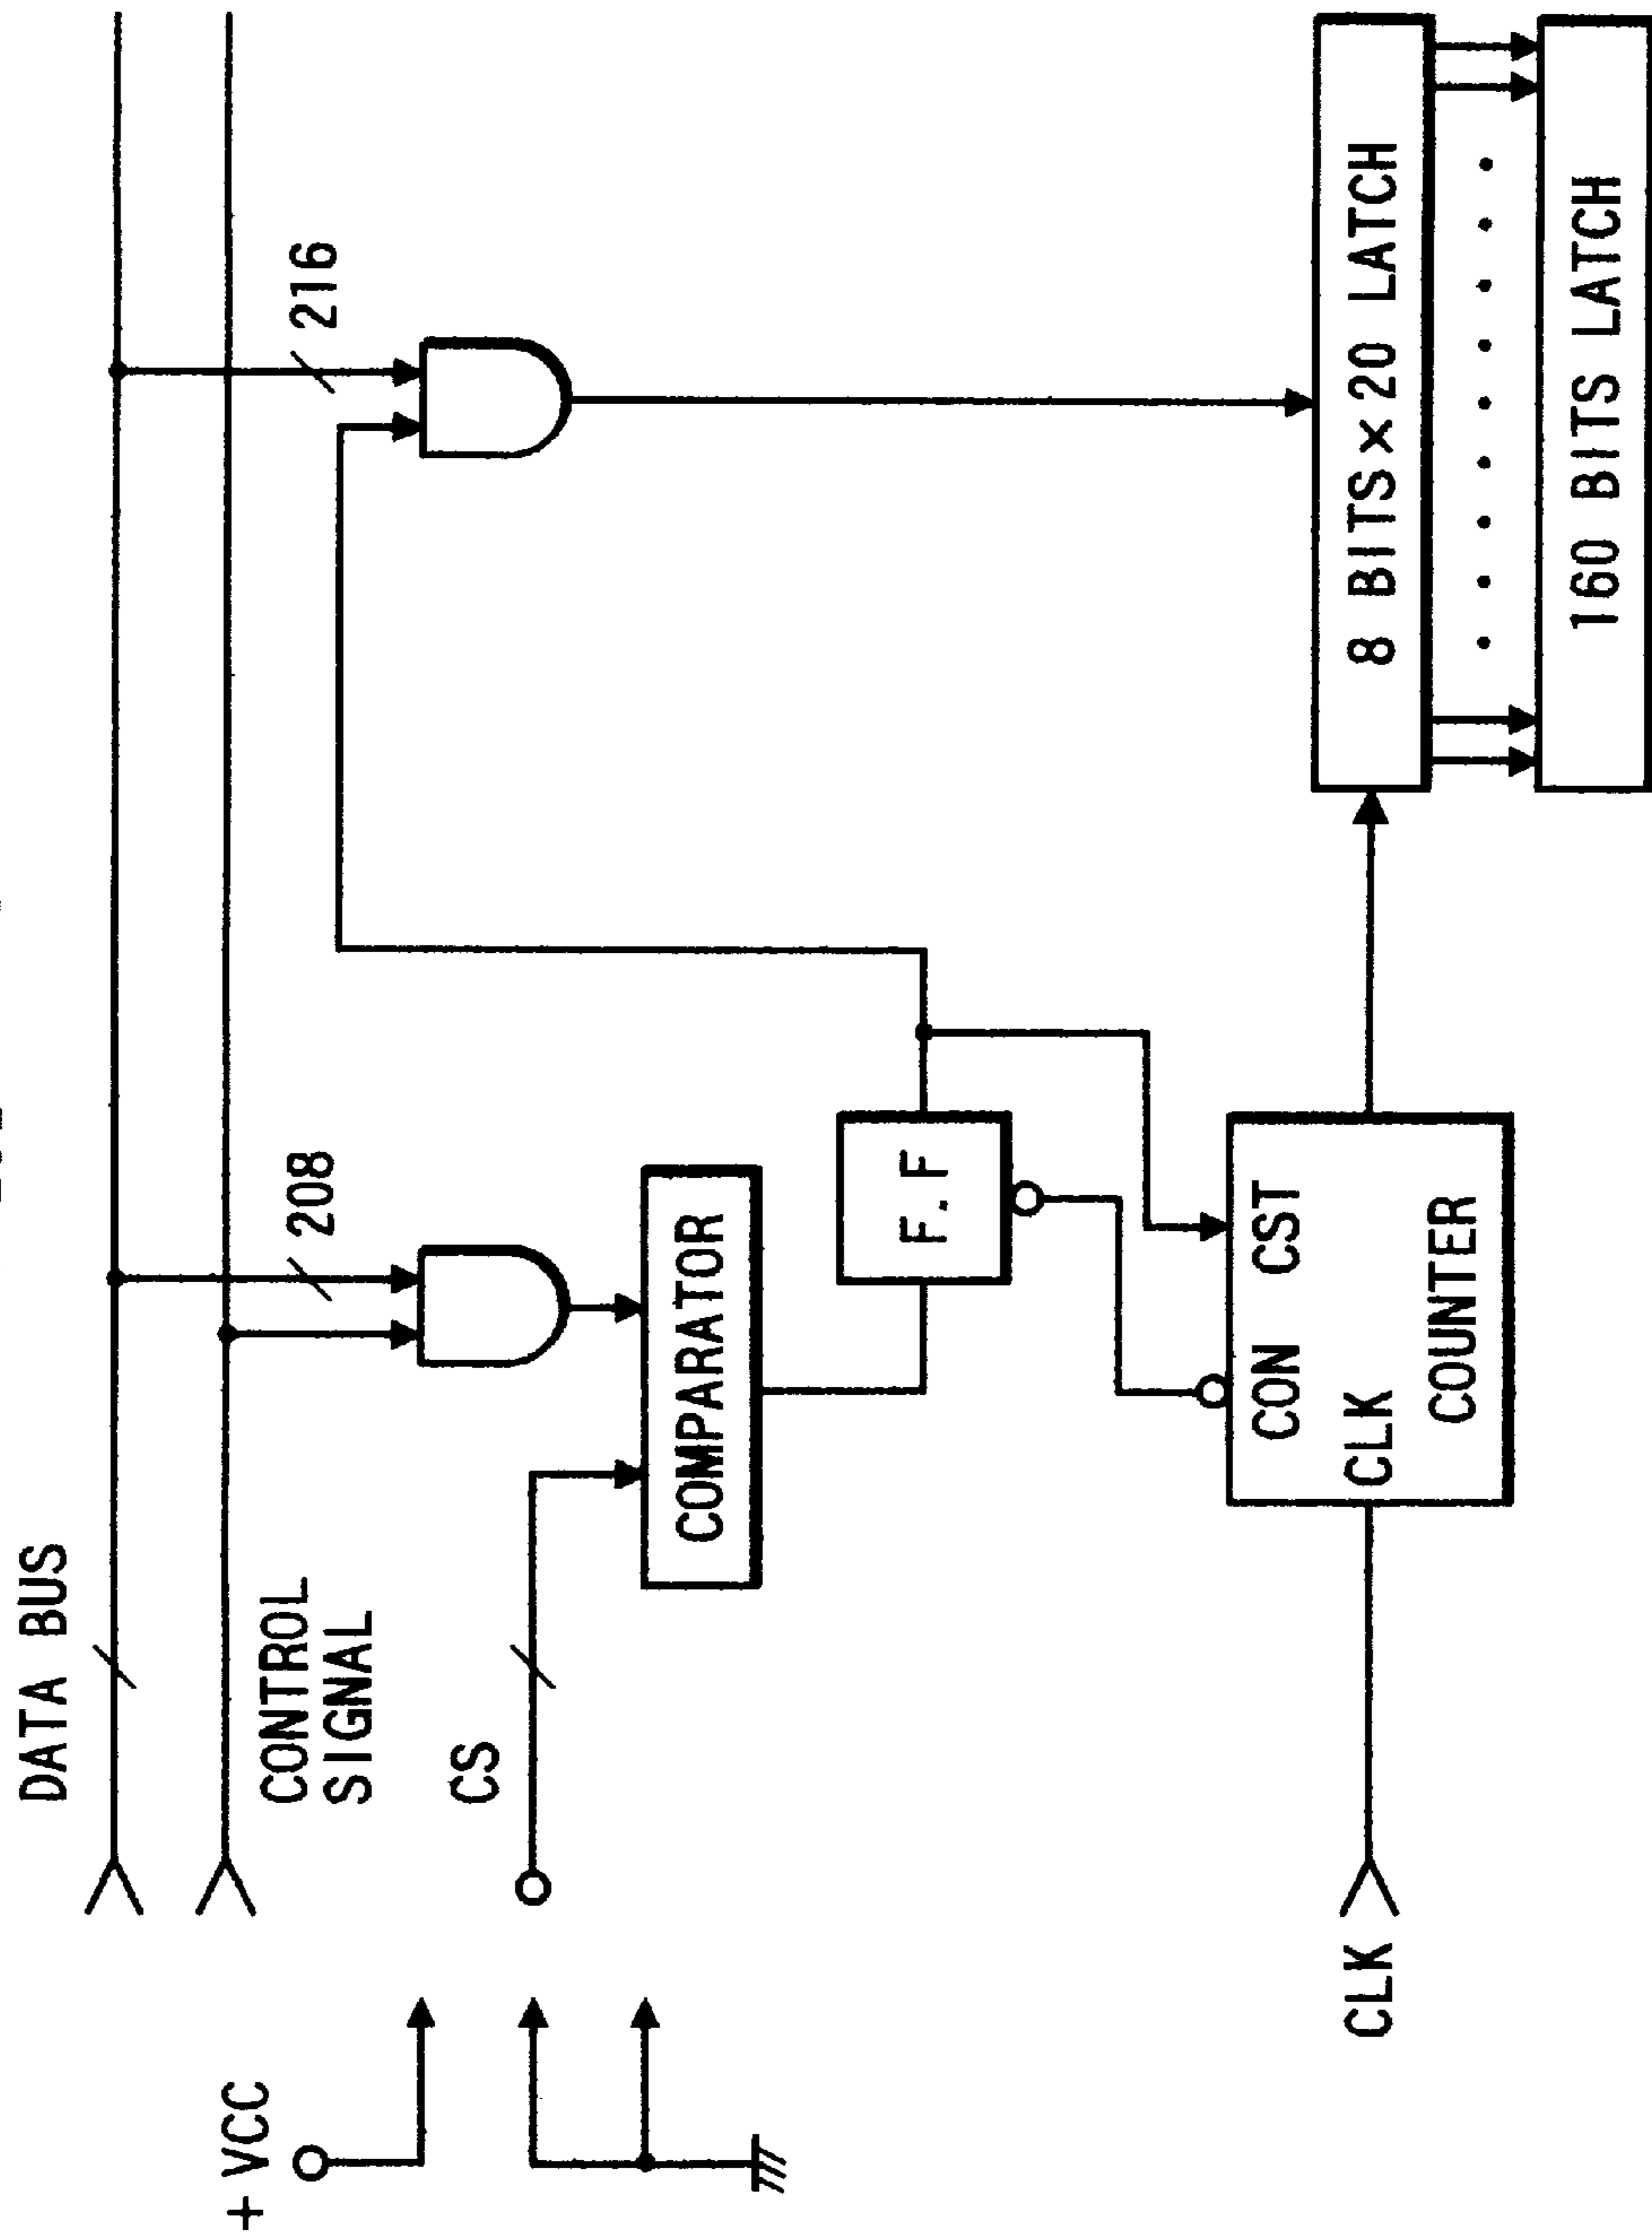 DATA BUS
CONTROL
SIGNAL
+ VCC
CS
208
216
COMPARATOR
F.F
CON CST
CLK
COUNTER
CLK
8 BITS×20 LATCH
160 BITS LATCH